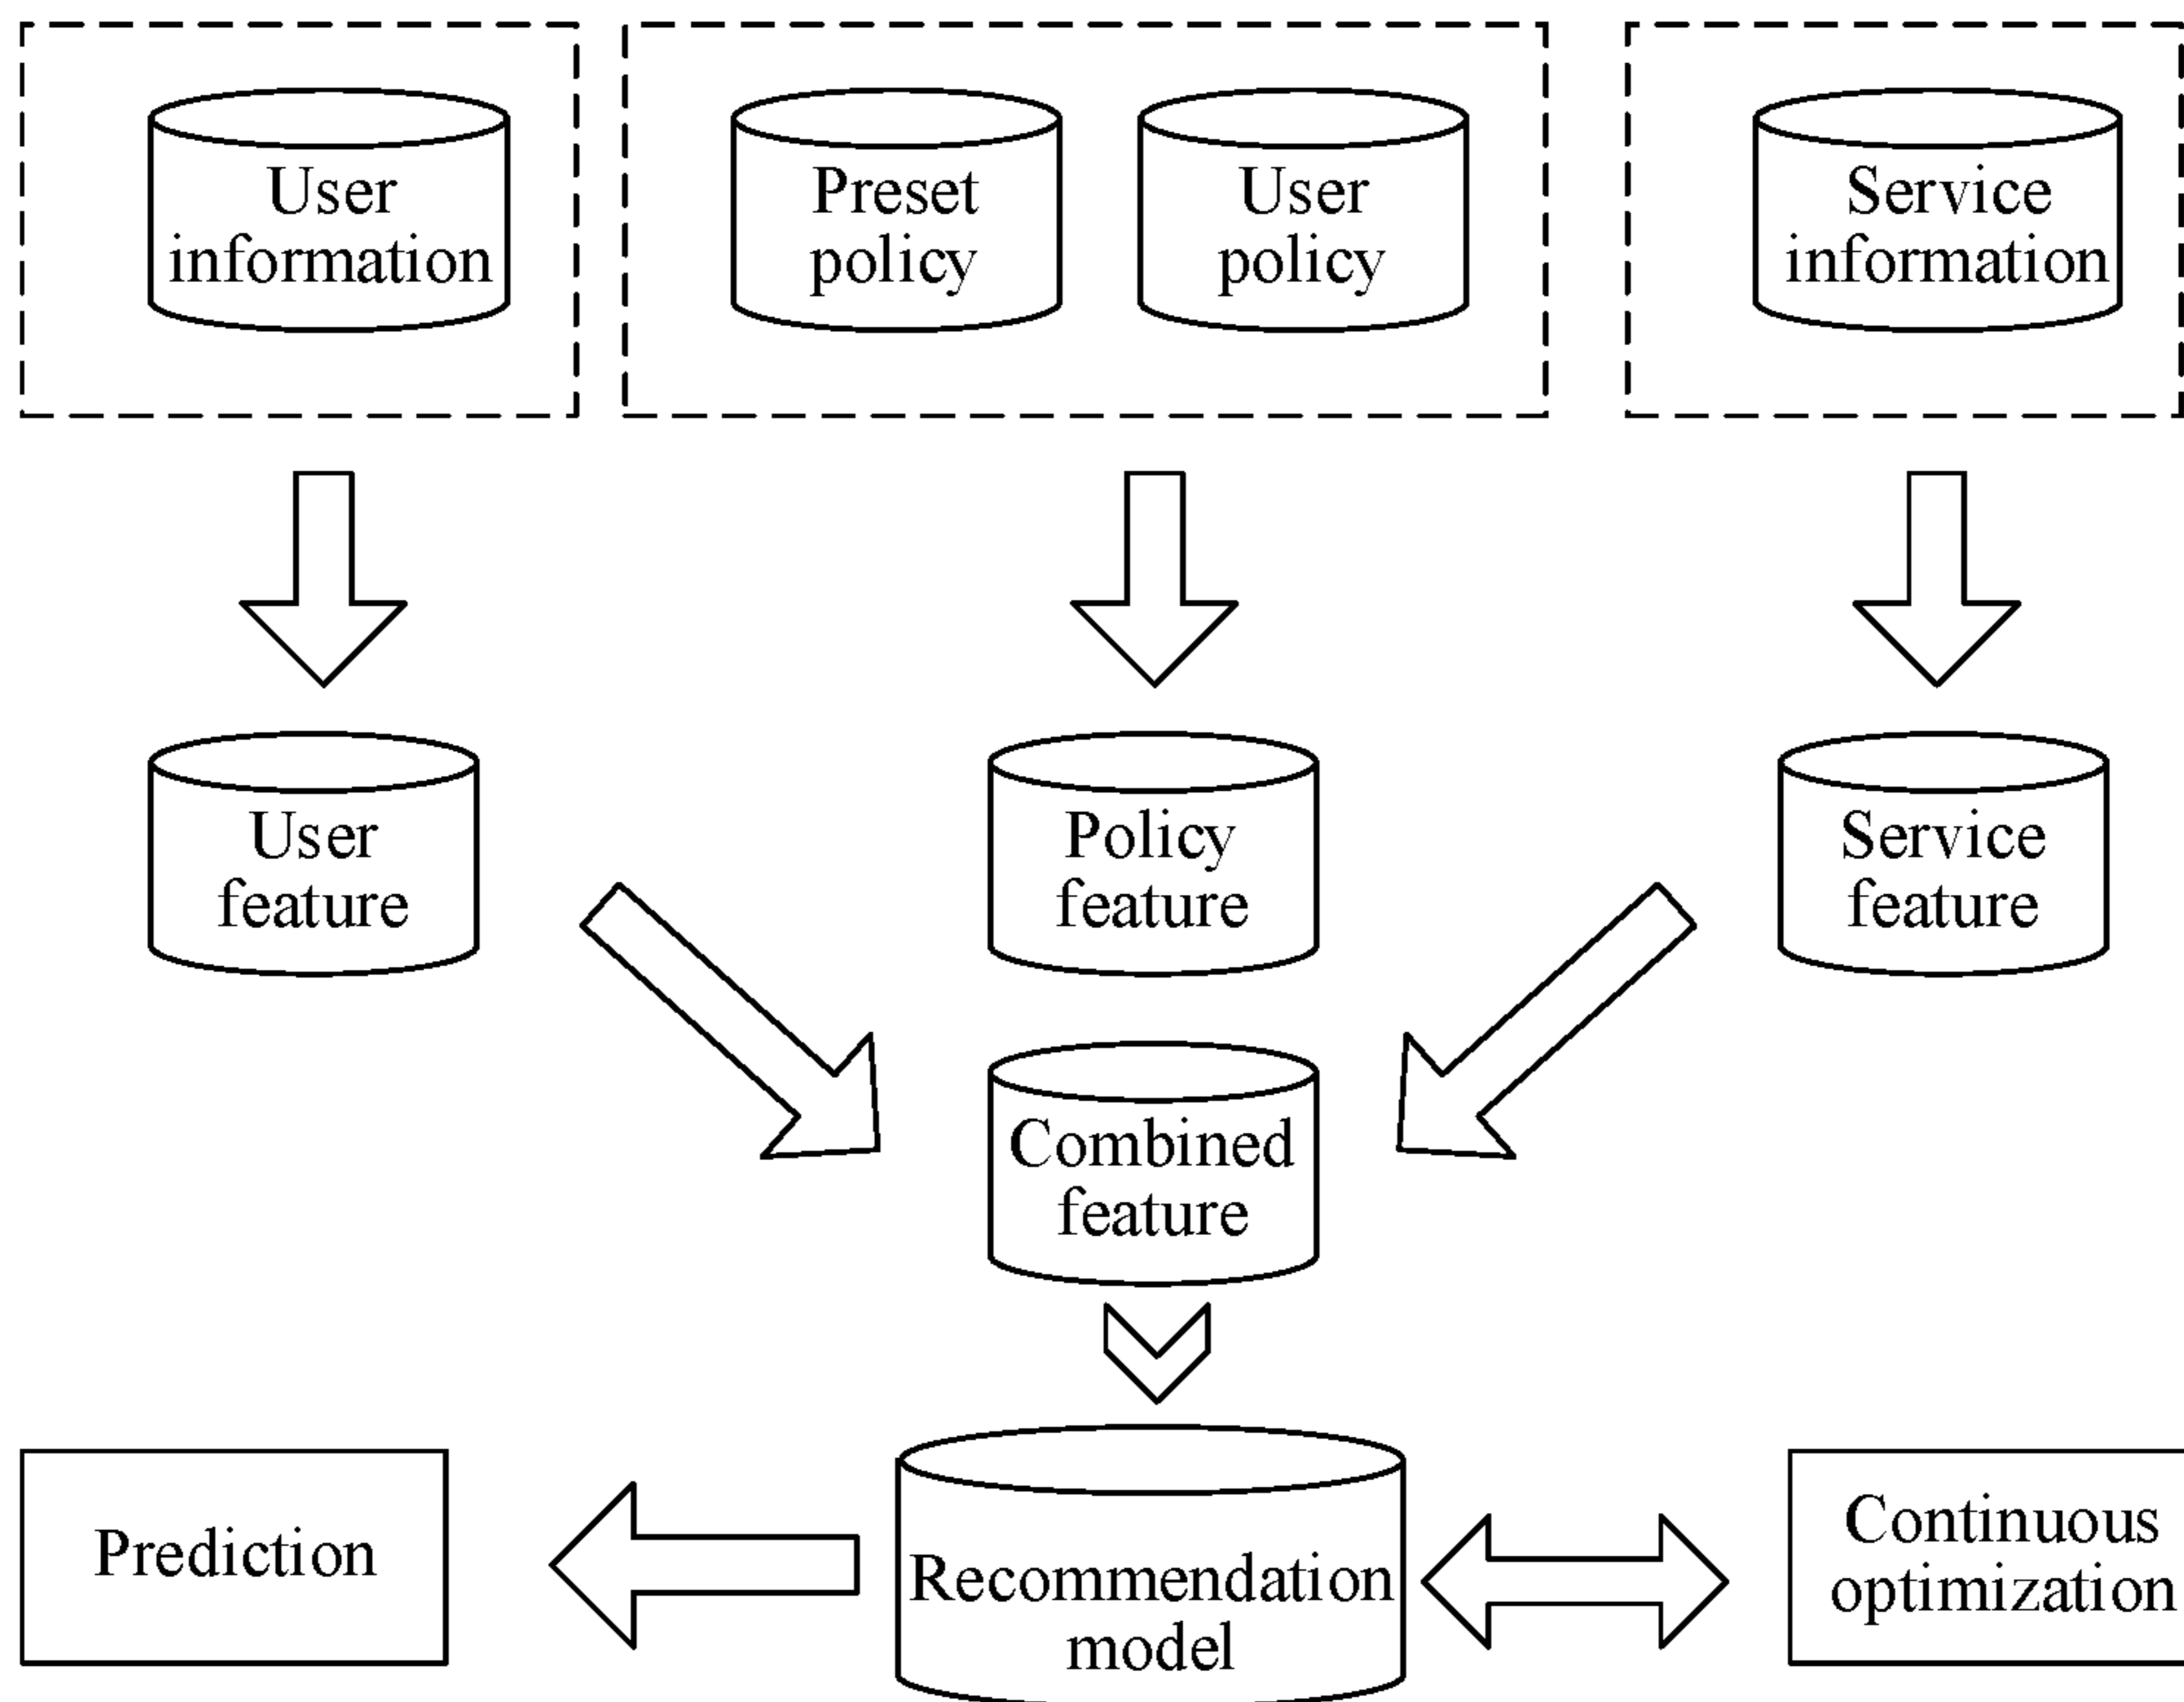 User
information
Preset
policy
User
policy
Service
information
User
feature
Policy
feature
Service
feature
Combined
feature
Prediction
Recommendation
model
Continuous
optimization